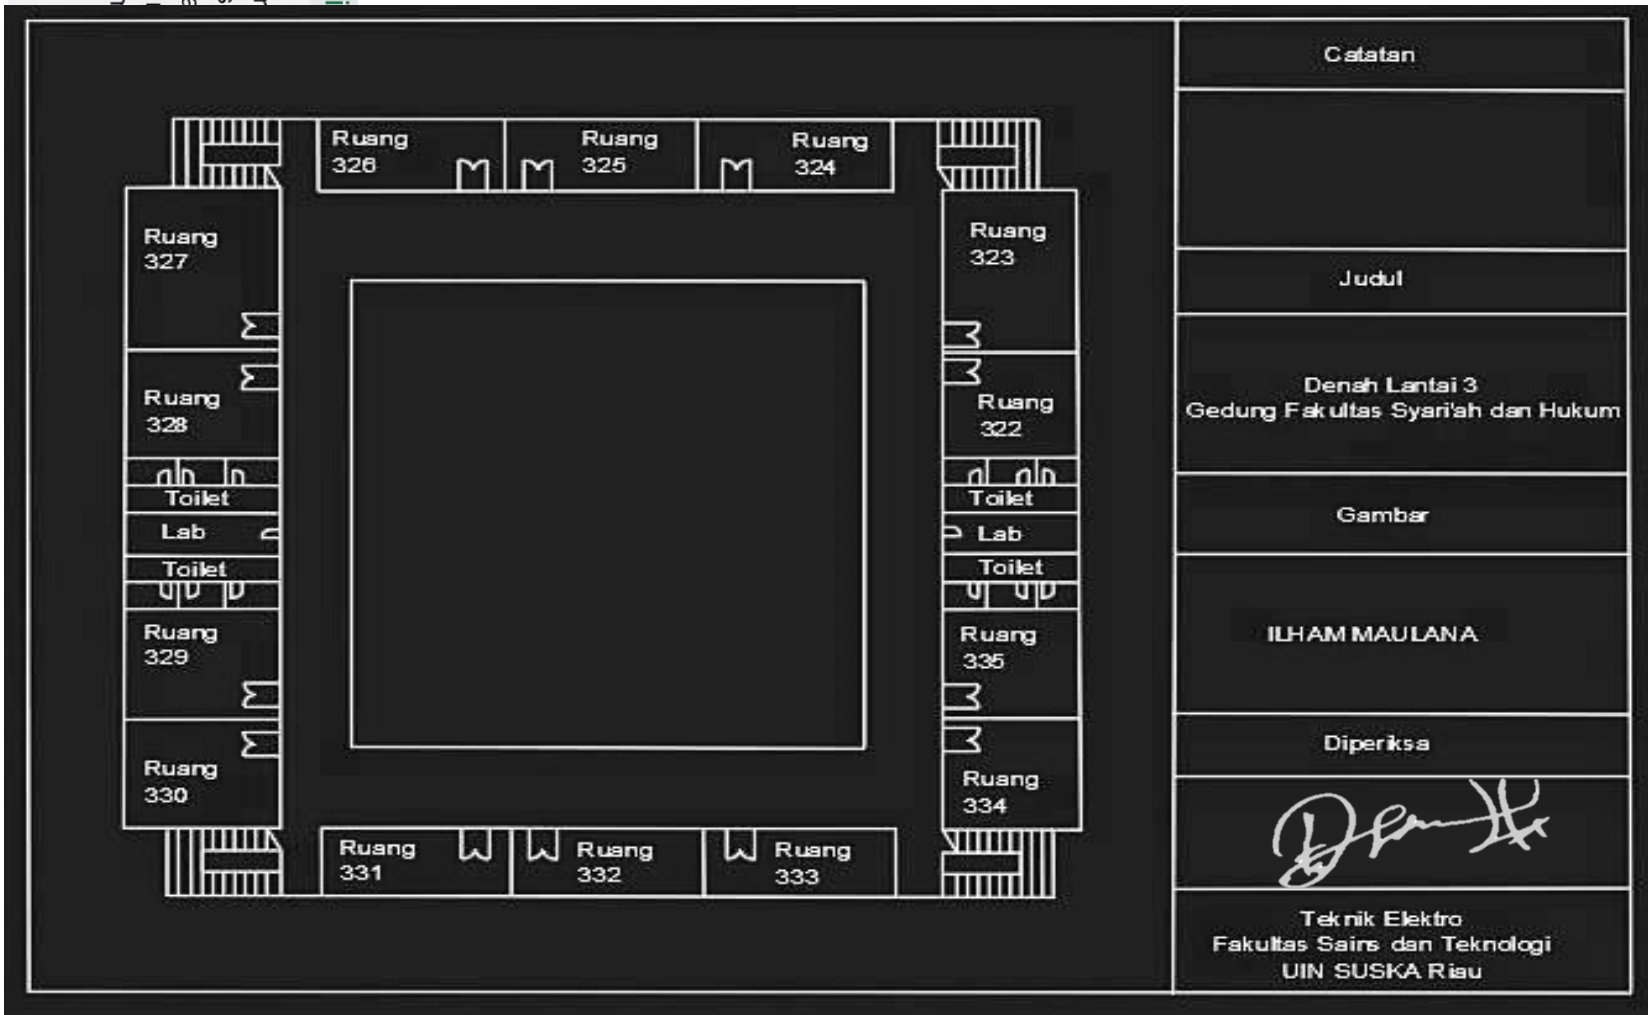 Catatan
Judul
Denah Lantai 3
Gedung Fakultas Syari'ah dan Hukum
Gambar
ILHAM MAULANA
Diperiksa
Teknik Elektro
Fakultas Sains dan Teknologi
UIN SUSKA Riau
Ruang
326
Ruang
325
Ruang
324
Ruang
327
Ruang
328
Toilet
Lab
Toilet
Ruang
329
Ruang
330
Ruang
323
Ruang
322
Toilet
Lab
Toilet
Ruang
335
Ruang
334
Ruang
331
Ruang
332
Ruang
333